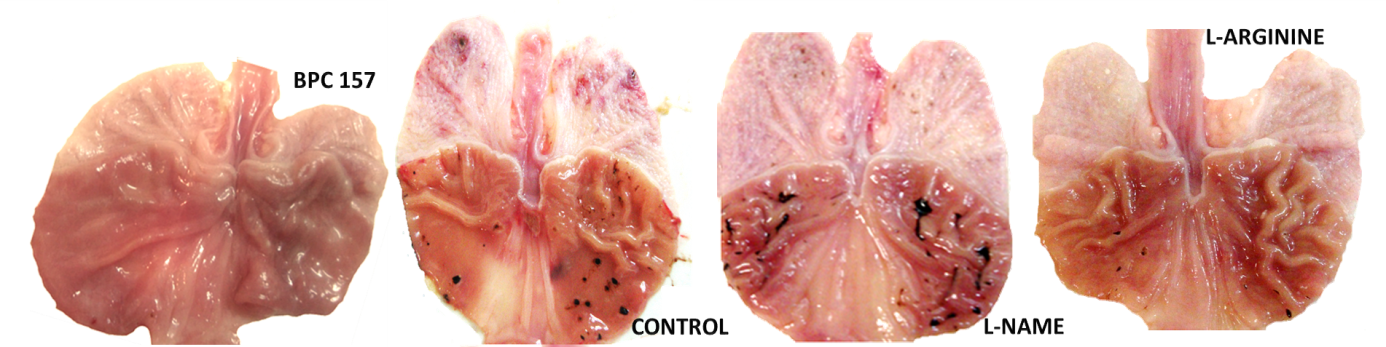 BPC 157
CONTROL
L-NAME
L-ARGININE